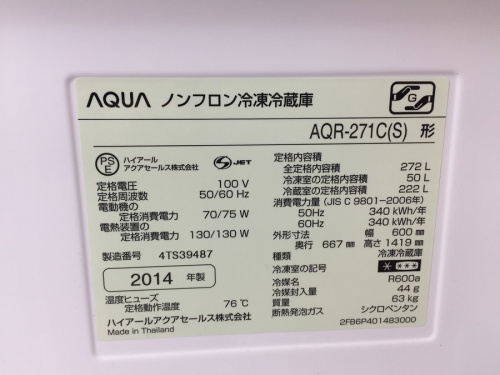 AQUA ノンフロン冷凍冷蔵庫
G
AQR-271C(S) 形
PS E ハイアール アクアセールス株式会社
S JET
定格電圧 100 V
定格周波数 50/60 Hz
電動機の
定格消費電力 70/75 W
電熱装置の
定格消費電力 130/130 W
製造番号 4TS39487
2014 年製
温度ヒューズ
定格動作温度 76℃
ハイアールアクアセールス株式会社
Made in Thailand
定格内容積
全定格内容積 272 L
冷凍室の定格内容積 50 L
冷蔵室の定格内容積 222 L
消費電力量 (JIS C 9801-2006年)
50Hz 340 kWh/年
60Hz 340 kWh/年
外形寸法 幅 600 mm
奥行 667 mm 高さ 1419 mm
種類 冷凍冷蔵庫
冷凍室の記号 * ***
冷媒名 R600a
冷媒封入量 44 g
質量 63 kg
断熱発泡ガス シクロペンタン
2FB6P401483000